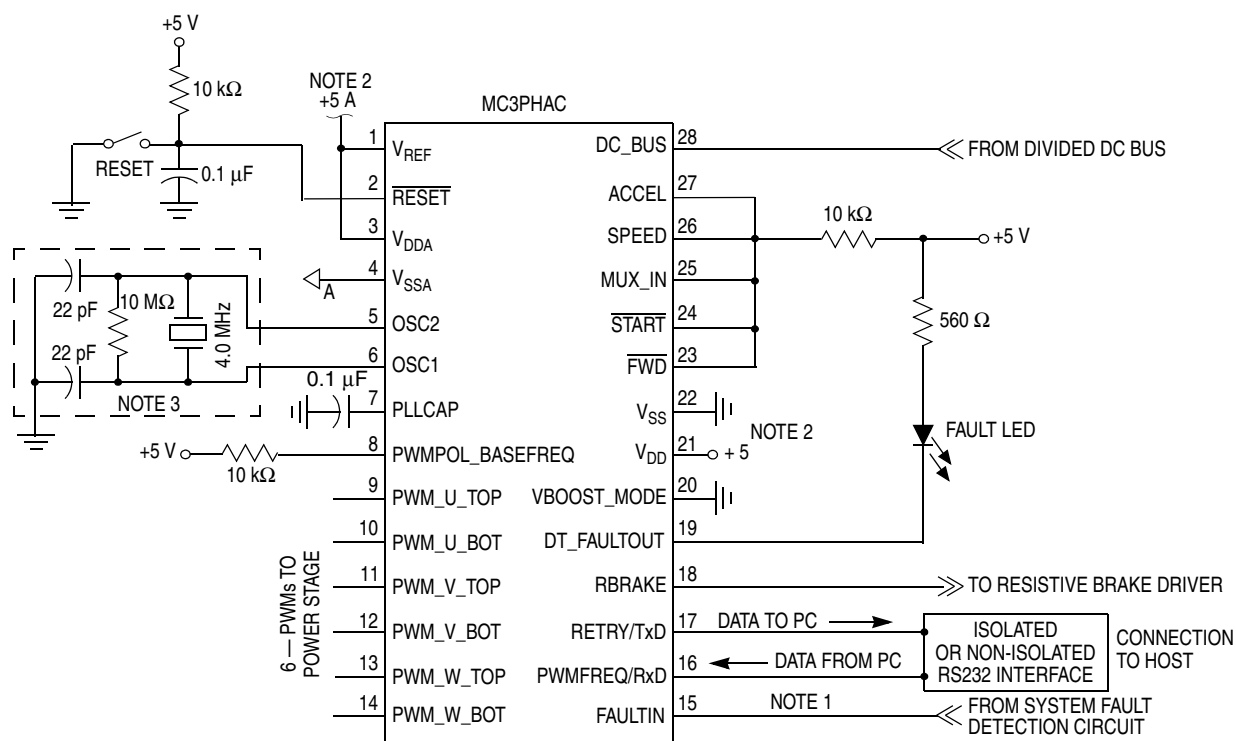 +5 V
10 kΩ
RESET
0.1 µF
NOTE 2
+5 A
MC3PHAC
1
VREF
2
RESET
3
VDDA
4
VSSA
A
5
OSC2
6
OSC1
7
PLLCAP
8
PWMPOL_BASEFREQ
9
PWM_U_TOP
10
PWM_U_BOT
11
PWM_V_TOP
12
PWM_V_BOT
13
PWM_W_TOP
14
PWM_W_BOT
22 pF
10 MΩ
4.0 MHz
22 pF
NOTE 3
0.1 µF
+5 V
10 kΩ
6 — PWMs TO
POWER STAGE
DC_BUS
28
FROM DIVIDED DC BUS
ACCEL
27
SPEED
26
MUX_IN
25
START
24
FWD
23
VSS
22
VDD
21
+ 5
NOTE 2
VBOOST_MODE
20
DT_FAULTOUT
19
RBRAKE
18
TO RESISTIVE BRAKE DRIVER
RETRY/TxD
17
DATA TO PC
PWMFREQ/RxD
16
DATA FROM PC
FAULTIN
15
NOTE 1
FROM SYSTEM FAULT
DETECTION CIRCUIT
10 kΩ
+5 V
560 Ω
FAULT LED
ISOLATED
OR NON-ISOLATED
RS232 INTERFACE
CONNECTION
TO HOST